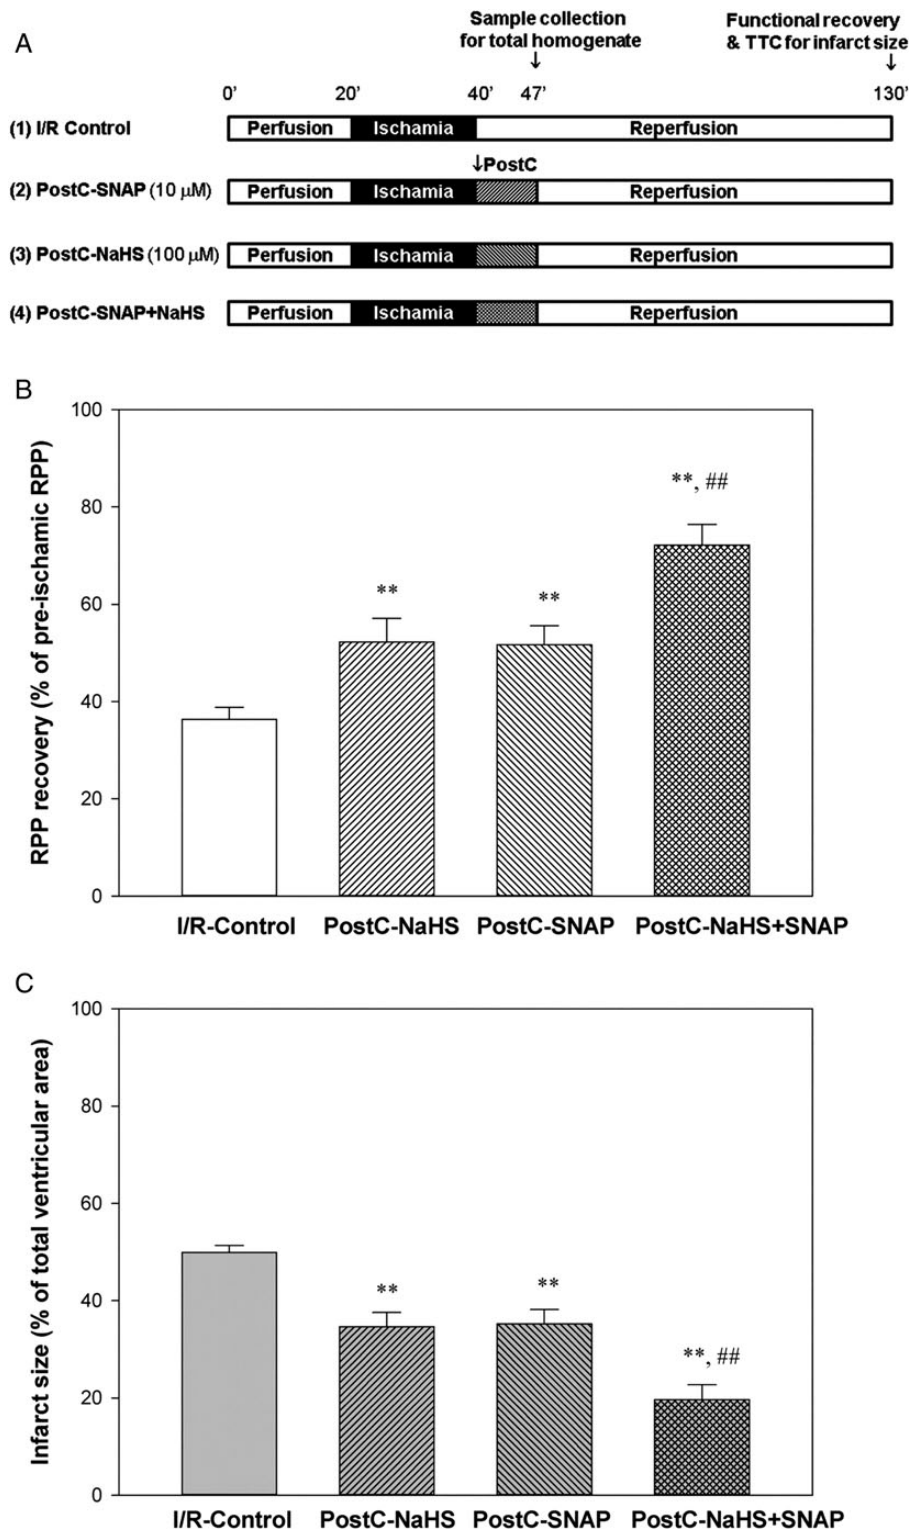 A
Sample collection
for total homogenate
Functional recovery
& TTC for infarct size
↓ ↓
0' 20' 40' 47' 130'
(1) I/R Control Perfusion Ischamia Reperfusion
↓PostC
(2) PostC-SNAP (10 μM) Perfusion Ischamia Reperfusion
(3) PostC-NaHS (100 μM) Perfusion Ischamia Reperfusion
(4) PostC-SNAP+NaHS Perfusion Ischamia Reperfusion
B
RPP recovery (% of pre-ischamic RPP)
100
80
60
40
20
0
**
**
**, ##
I/R-Control PostC-NaHS PostC-SNAP PostC-NaHS+SNAP
C
Infarct size (% of total ventricular area)
100
80
60
40
20
0
**
**
**, ##
I/R-Control PostC-NaHS PostC-SNAP PostC-NaHS+SNAP